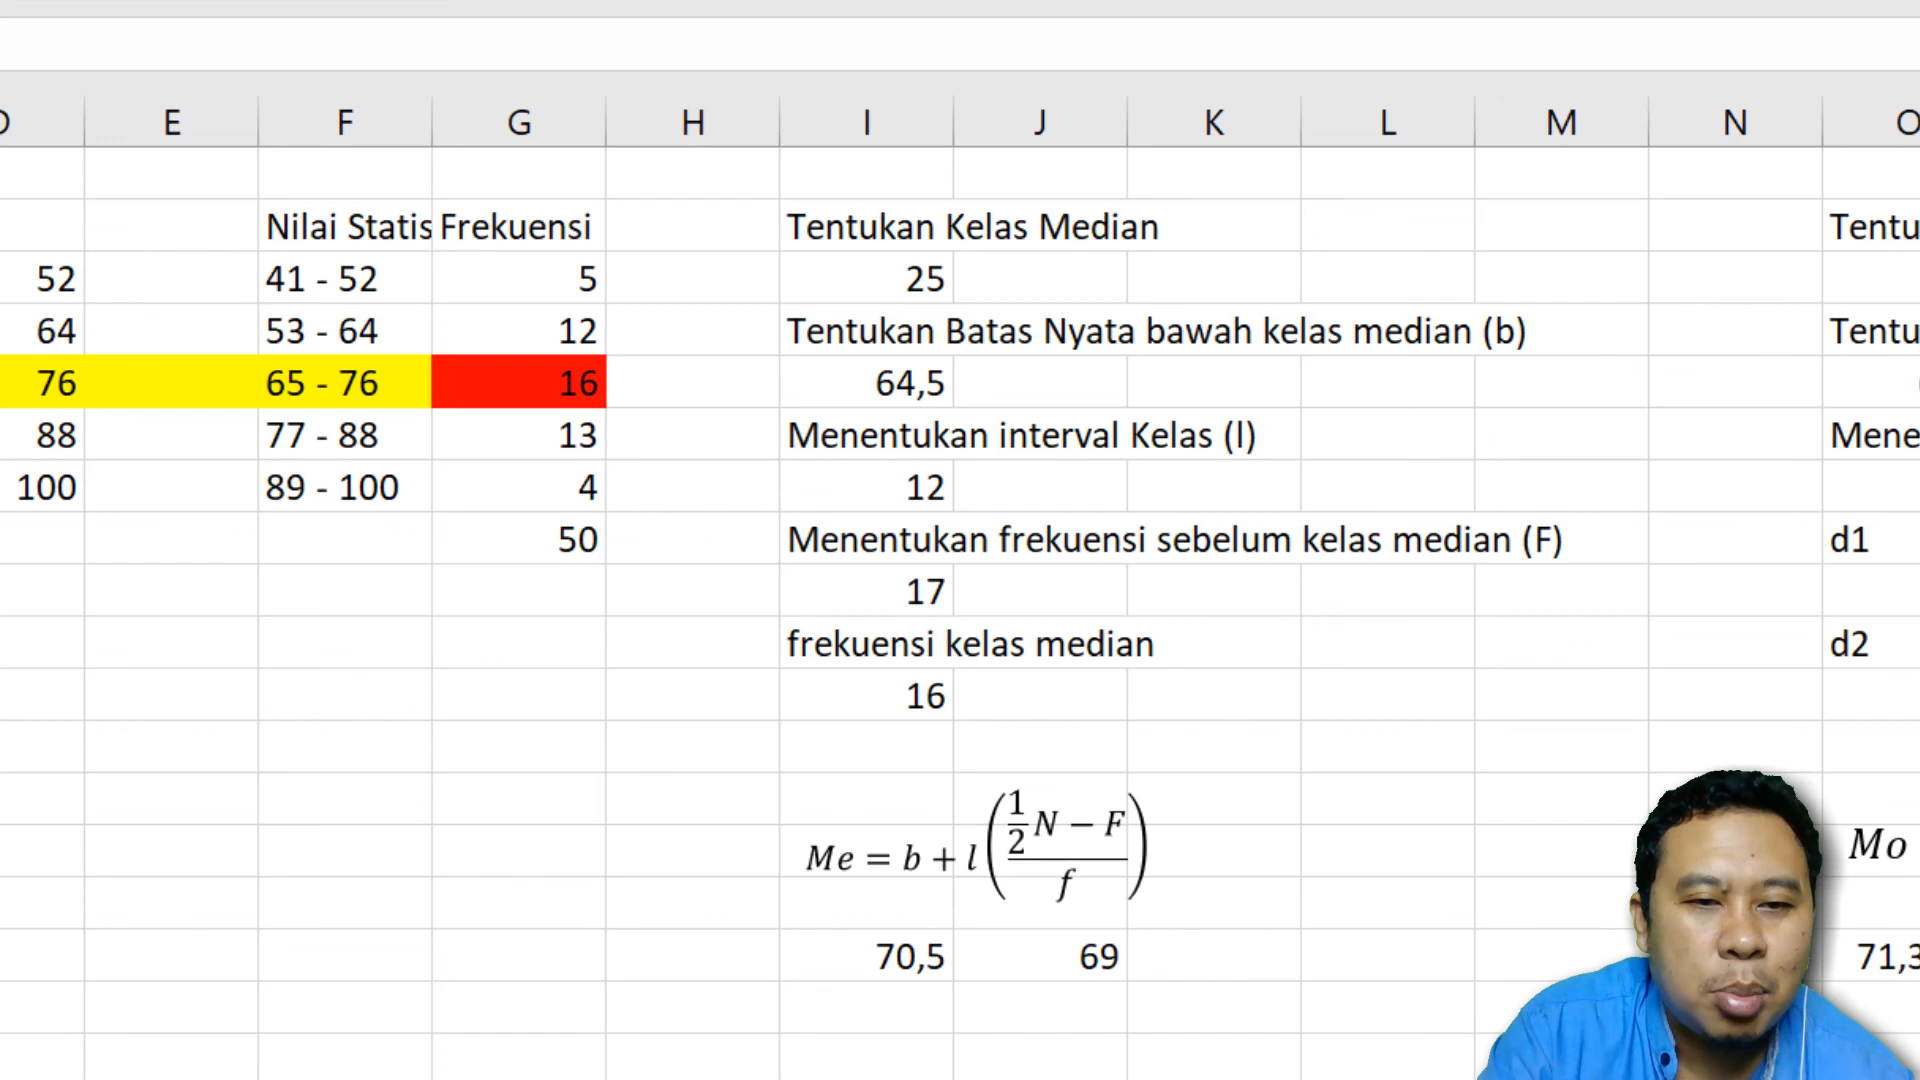 D E F G H I J K L M N O
Nilai Statis Frekuensi Tentukan Kelas Median Tentu
52 41 - 52 5 25
64 53 - 64 12 Tentukan Batas Nyata bawah kelas median (b) Tentu
76 65 - 76 16 64,5
88 77 - 88 13 Menentukan interval Kelas (l) Mene
100 89 - 100 4 12
50 Menentukan frekuensi sebelum kelas median (F) d1
17
frekuensi kelas median d2
16
Me = b + l (1/2 N − F / f) Mo
70,5 69 71,3